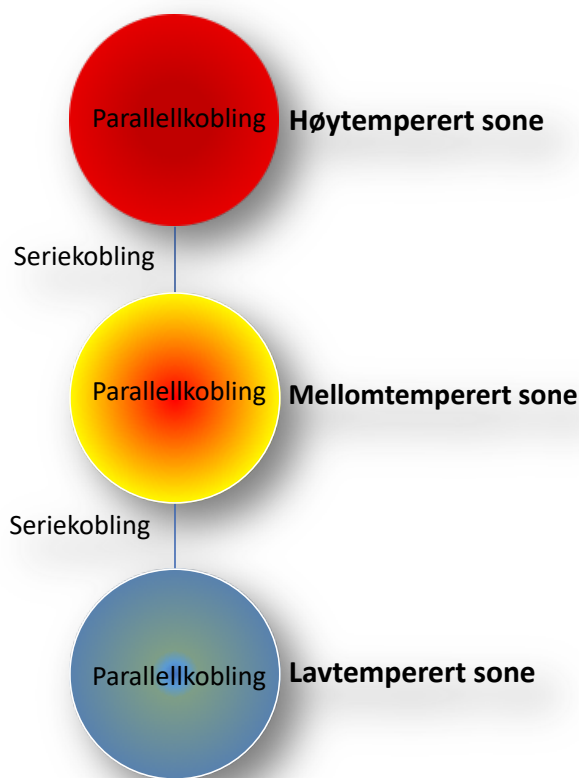 Parallellkobling
Høytemperert sone
Seriekobling
Parallellkobling
Mellomtemperert sone
Seriekobling
Parallellkobling
Lavtemperert sone